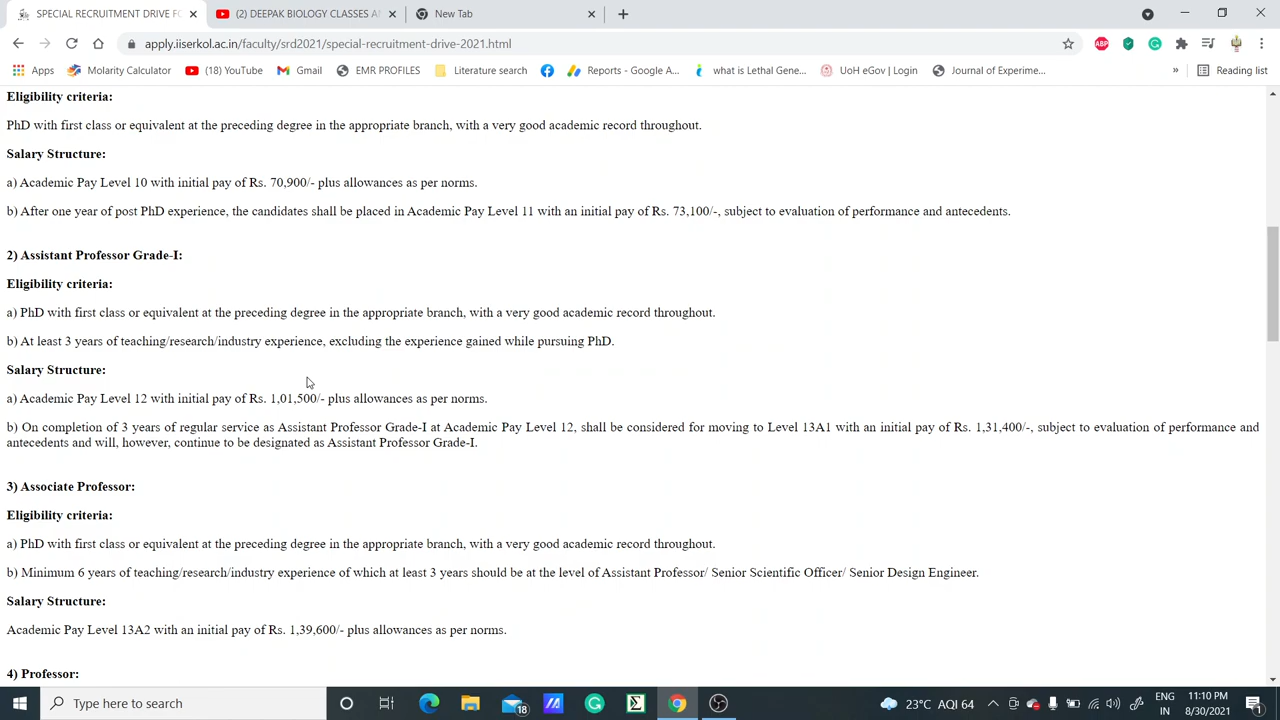 SPECIAL RECRUITMENT DRIVE FO
(2) DEEPAK BIOLOGY CLASSES A
New Tab
apply.iiserkol.ac.in/faculty/srd2021/special-recruitment-drive-2021.html
ABP
Apps
Molarity Calculator
(18) YouTube
Gmail
EMR PROFILES
Literature search
Reports - Google A...
what is Lethal Gene...
UoH eGov | Login
Journal of Experime...
»
Reading list
Eligibility criteria:
PhD with first class or equivalent at the preceding degree in the appropriate branch, with a very good academic record throughout.
Salary Structure:
a) Academic Pay Level 10 with initial pay of Rs. 70,900/- plus allowances as per norms.
b) After one year of post PhD experience, the candidates shall be placed in Academic Pay Level 11 with an initial pay of Rs. 73,100/-, subject to evaluation of performance and antecedents.
2) Assistant Professor Grade-I:
Eligibility criteria:
a) PhD with first class or equivalent at the preceding degree in the appropriate branch, with a very good academic record throughout.
b) At least 3 years of teaching/research/industry experience, excluding the experience gained while pursuing PhD.
Salary Structure:
a) Academic Pay Level 12 with initial pay of Rs. 1,01,500/- plus allowances as per norms.
b) On completion of 3 years of regular service as Assistant Professor Grade-I at Academic Pay Level 12, shall be considered for moving to Level 13A1 with an initial pay of Rs. 1,31,400/-, subject to evaluation of performance and
antecedents and will, however, continue to be designated as Assistant Professor Grade-I.
3) Associate Professor:
Eligibility criteria:
a) PhD with first class or equivalent at the preceding degree in the appropriate branch, with a very good academic record throughout.
b) Minimum 6 years of teaching/research/industry experience of which at least 3 years should be at the level of Assistant Professor/ Senior Scientific Officer/ Senior Design Engineer.
Salary Structure:
Academic Pay Level 13A2 with an initial pay of Rs. 1,39,600/- plus allowances as per norms.
4) Professor:
Type here to search
18
23°C AQI 64
ENG
IN
11:10 PM
8/30/2021
1